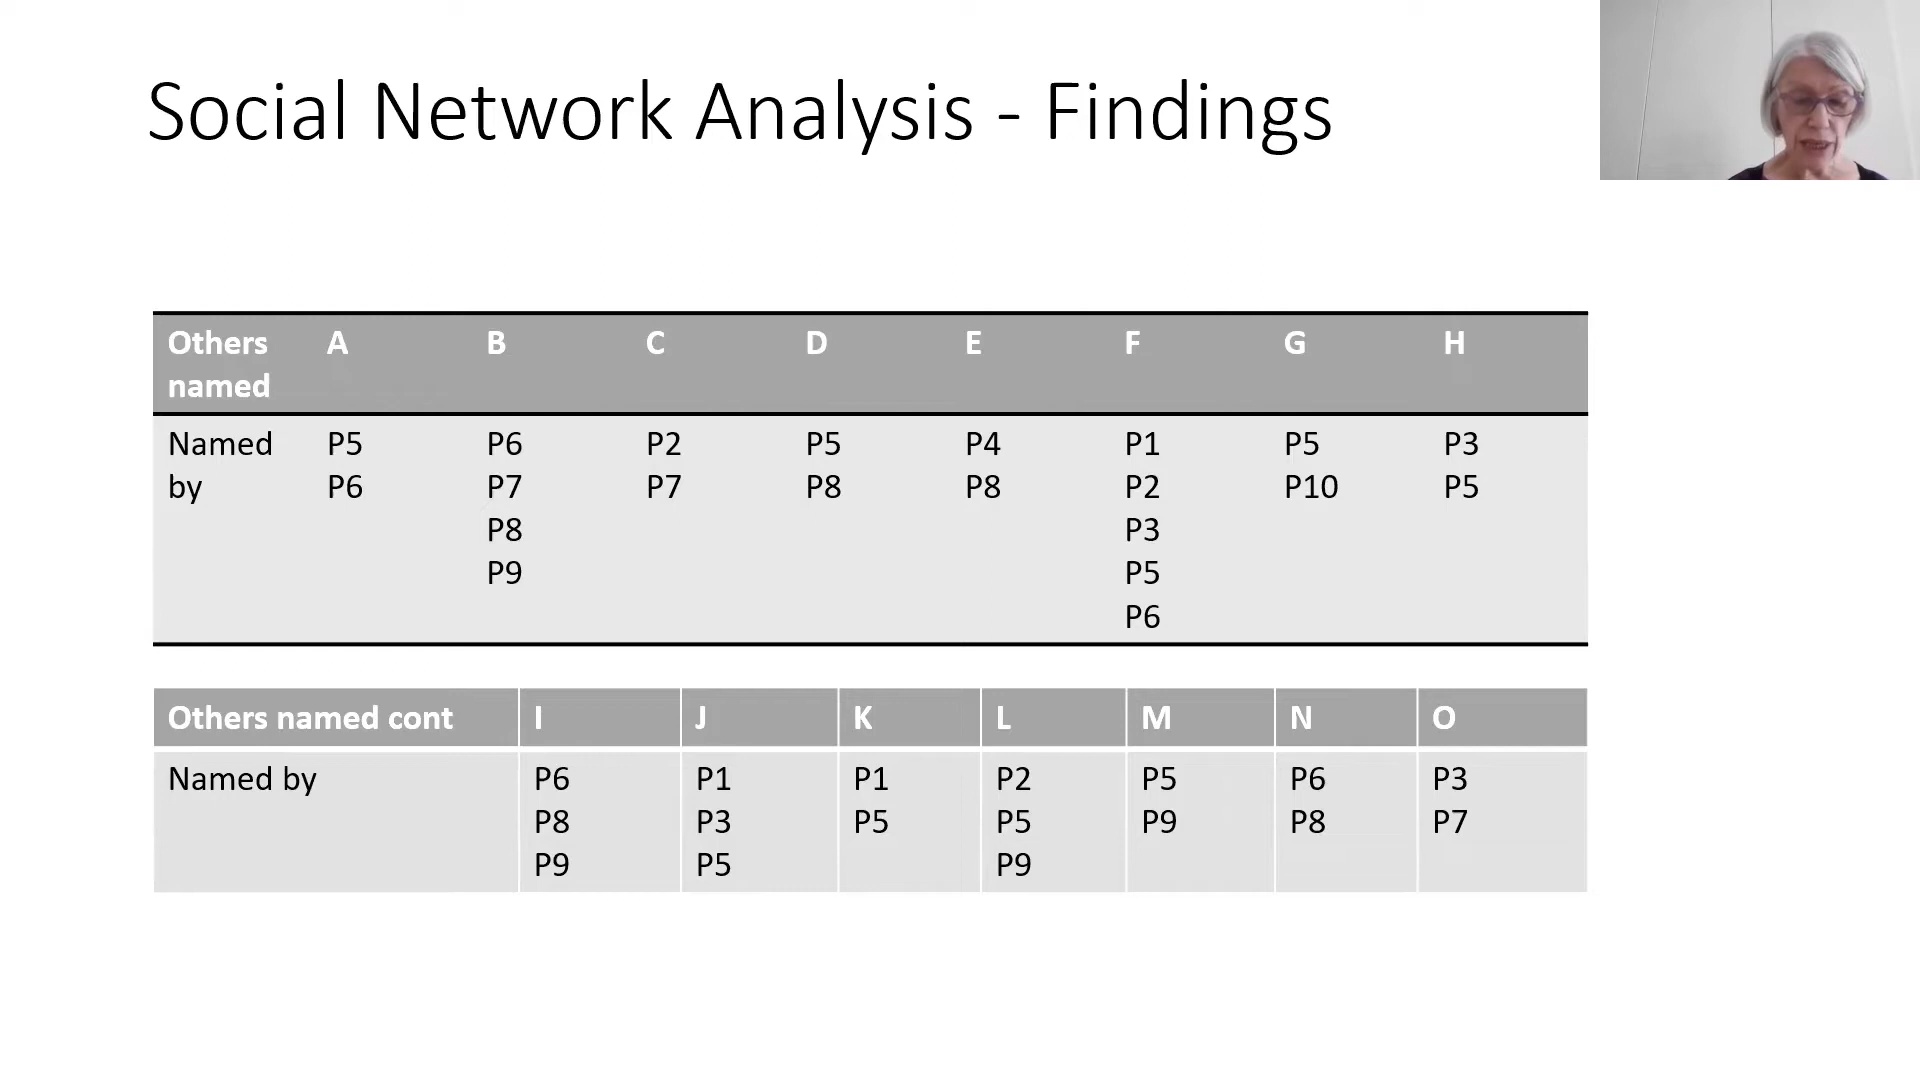 Social Network Analysis - Findings
Others named A B C D E F G H
Named by P5 P6 P7 P8 P9 P2 P7 P5 P8 P4 P8 P1 P2 P3 P5 P6 P5 P10 P3 P5
Others named cont I J K L M N O
Named by P6 P1 P1 P2 P5 P6 P3
P8 P3 P5 P5 P9 P8 P7
P9 P5 P9